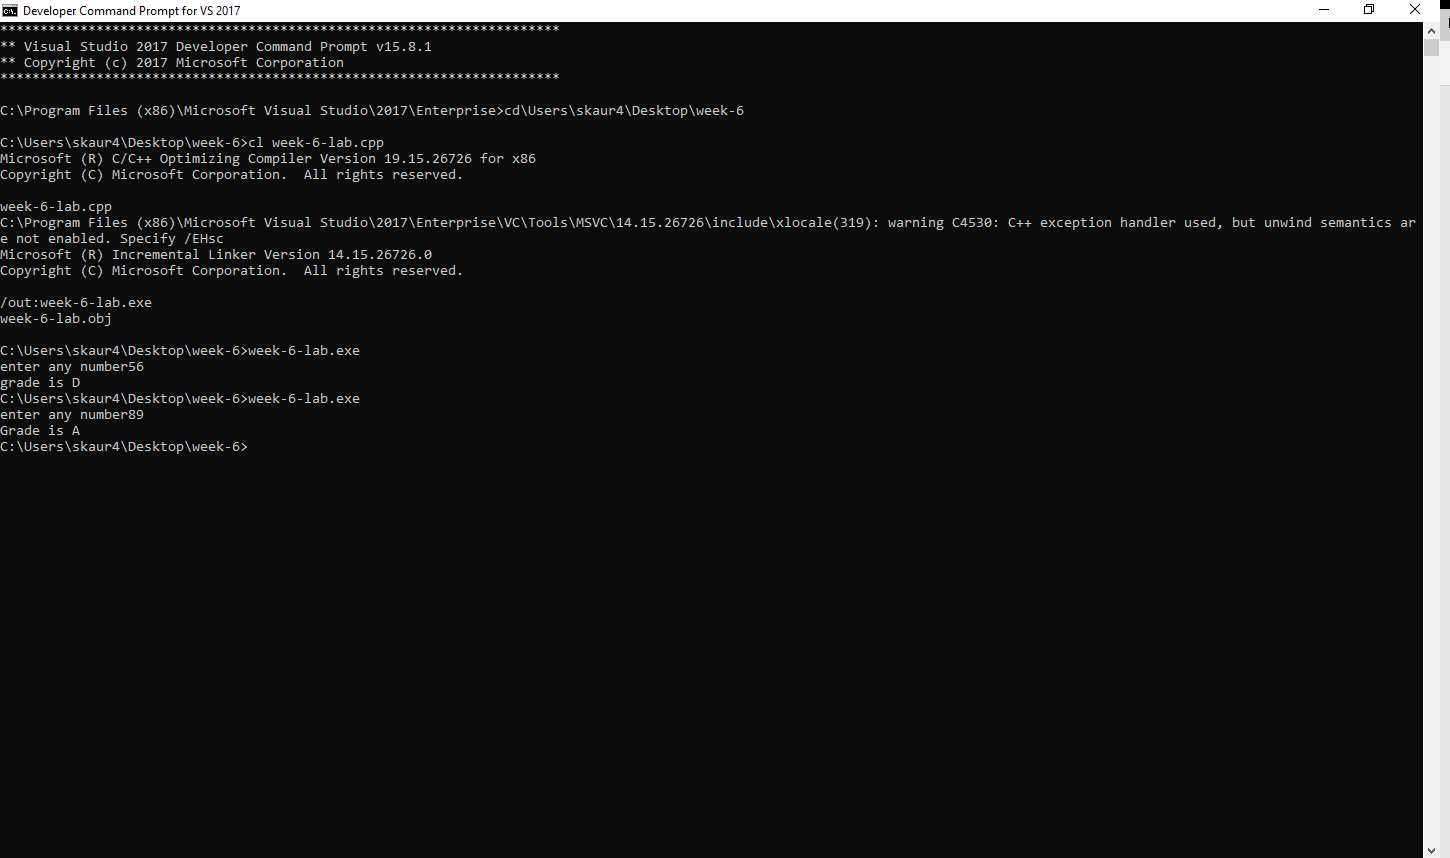 Developer Command Prompt for VS 2017
**********************************************************************
** Visual Studio 2017 Developer Command Prompt v15.8.1
** Copyright (c) 2017 Microsoft Corporation
**********************************************************************
C:\Program Files (x86)\Microsoft Visual Studio\2017\Enterprise>cd\Users\skaur4\Desktop\week-6
C:\Users\skaur4\Desktop\week-6>cl week-6-lab.cpp
Microsoft (R) C/C++ Optimizing Compiler Version 19.15.26726 for x86
Copyright (C) Microsoft Corporation.  All rights reserved.
week-6-lab.cpp
C:\Program Files (x86)\Microsoft Visual Studio\2017\Enterprise\VC\Tools\MSVC\14.15.26726\include\xlocale(319): warning C4530: C++ exception handler used, but unwind semantics ar
e not enabled. Specify /EHsc
Microsoft (R) Incremental Linker Version 14.15.26726.0
Copyright (C) Microsoft Corporation.  All rights reserved.
/out:week-6-lab.exe
week-6-lab.obj
C:\Users\skaur4\Desktop\week-6>week-6-lab.exe
enter any number56
grade is D
C:\Users\skaur4\Desktop\week-6>week-6-lab.exe
enter any number89
Grade is A
C:\Users\skaur4\Desktop\week-6>